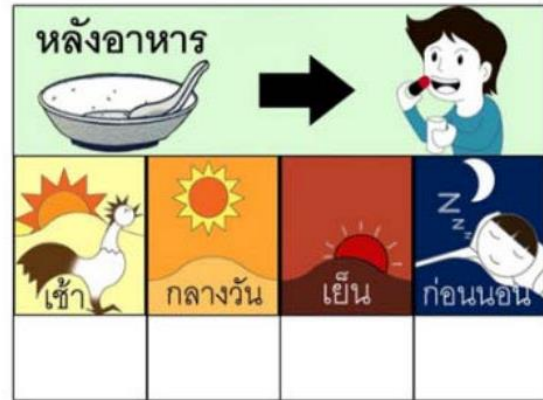 หลังอาหาร
เช้า กลางวัน เย็น ก่อนนอน